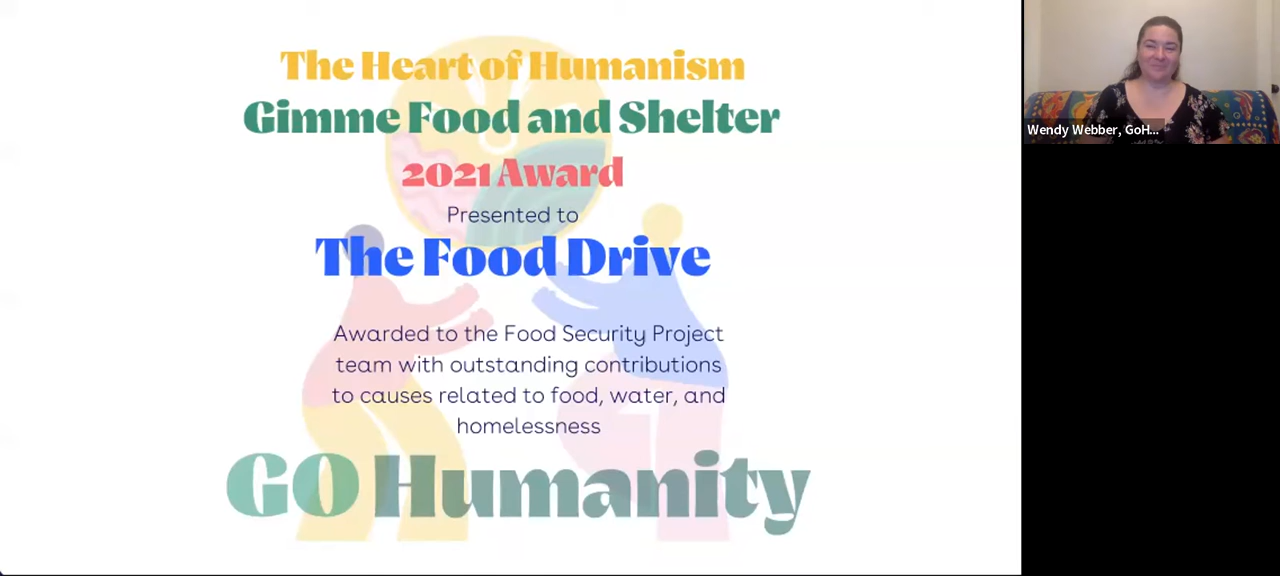 The Heart of Humanism
Gimme Food and Shelter
2021 Award
Presented to
The Food Drive
Awarded to the Food Security Project
team with outstanding contributions
to causes related to food, water, and
homelessness
GO Humanity
Wendy Webber, GoH...